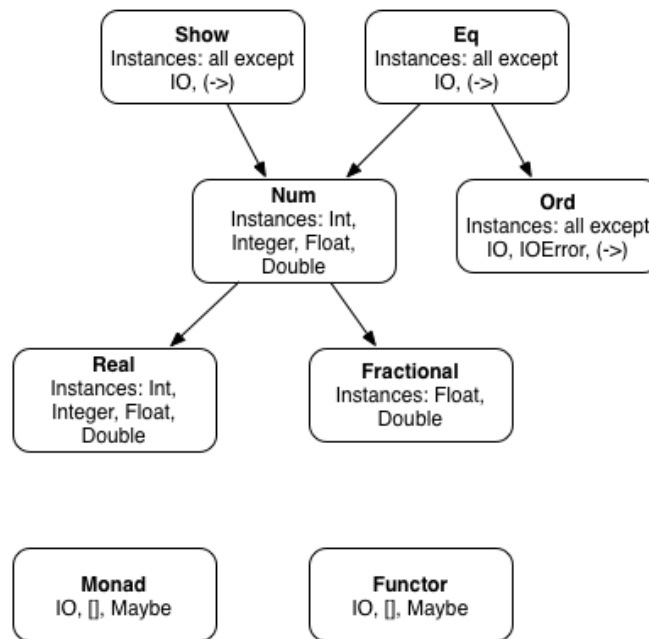 Show
Instances: all except
IO, (->)
Eq
Instances: all except
IO, (->)
Num
Instances: Int,
Integer, Float,
Double
Ord
Instances: all except
IO, IOError, (->)
Real
Instances: Int,
Integer, Float,
Double
Fractional
Instances: Float,
Double
Monad
IO, [], Maybe
Functor
IO, [], Maybe